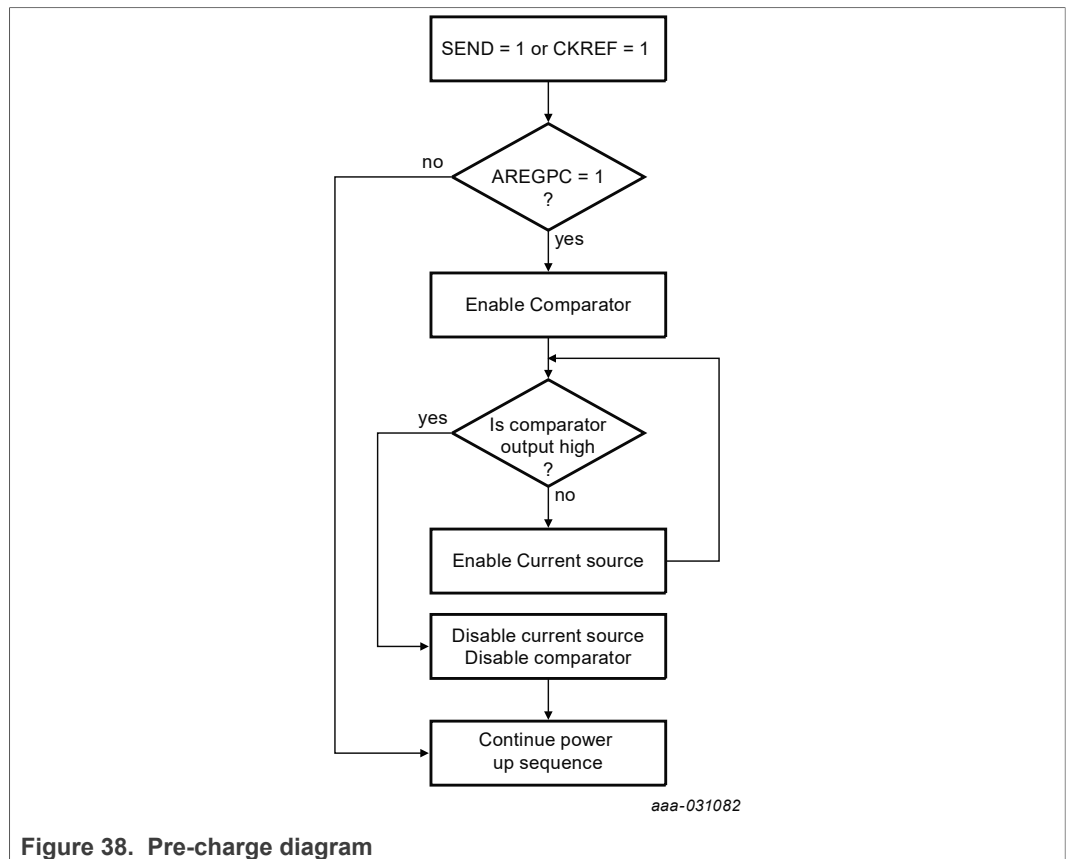 SEND = 1 or CKREF = 1
no
AREGPC = 1
?
yes
Enable Comparator
yes
Is comparator
output high
?
no
Enable Current source
Disable current source
Disable comparator
Continue power
up sequence
aaa-031082
Figure 38. Pre-charge diagram